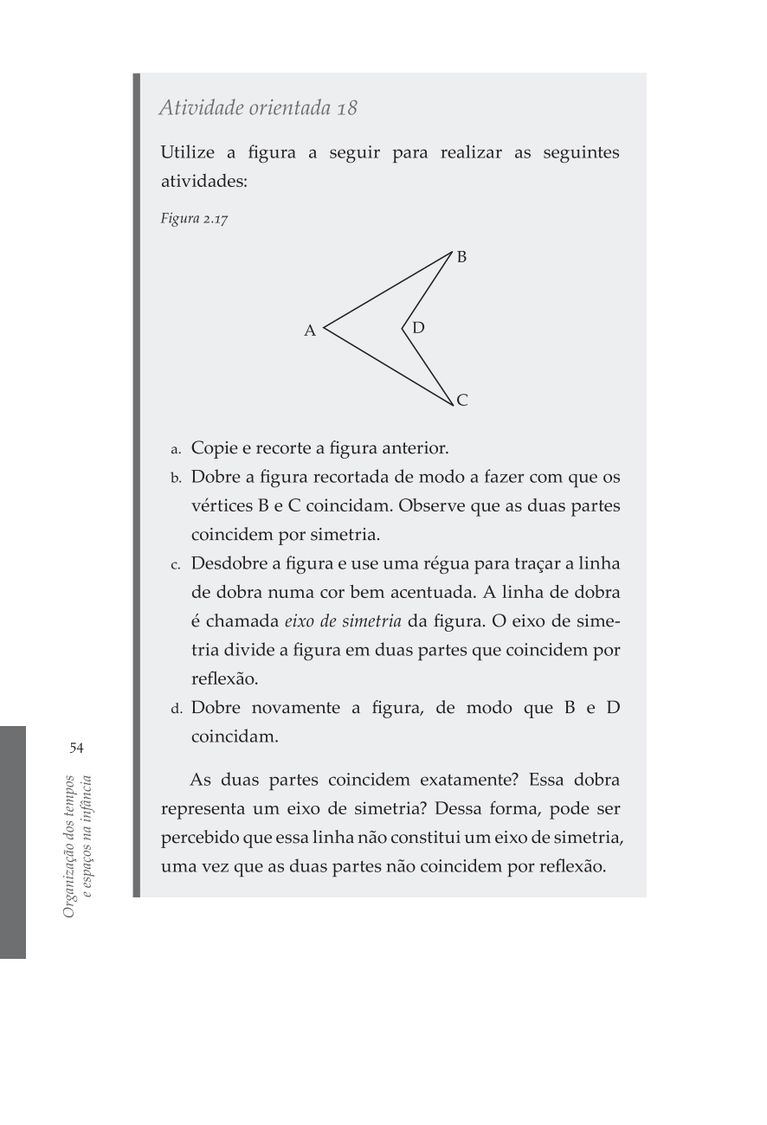 Atividade orientada 18
Utilize a figura a seguir para realizar as seguintes
atividades:
Figura 2.17
B
A
D
C
a. Copie e recorte a figura anterior.
b. Dobre a figura recortada de modo a fazer com que os
vértices B e C coincidam. Observe que as duas partes
coincidem por simetria.
c. Desdobre a figura e use uma régua para traçar a linha
de dobra numa cor bem acentuada. A linha de dobra
é chamada eixo de simetria da figura. O eixo de sime-
tria divide a figura em duas partes que coincidem por
reflexão.
d. Dobre novamente a figura, de modo que B e D
coincidam.
As duas partes coincidem exatamente? Essa dobra
representa um eixo de simetria? Dessa forma, pode ser
percebido que essa linha não constitui um eixo de simetria,
uma vez que as duas partes não coincidem por reflexão.
54
Organização dos tempos
e espaços na infância